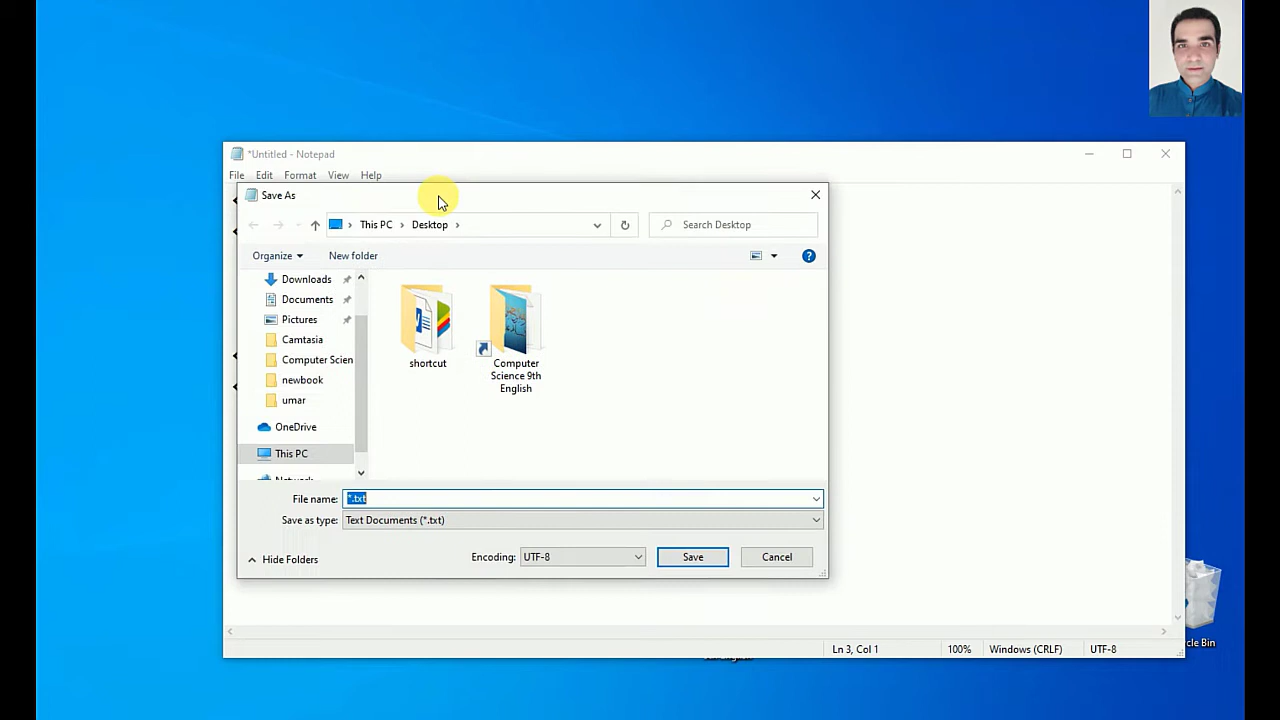 *Untitled - Notepad
File Edit Format View Help
Save As
This PC > Desktop >
Search Desktop
Organize New folder
Downloads
Documents
Pictures
Camtasia
Computer Scien
newbook
umar
OneDrive
This PC
shortcut
Computer
Science 9th
English
File name: *.txt
Save as type: Text Documents (*.txt)
Hide Folders
Encoding: UTF-8 Save Cancel
Ln 3, Col 1 100% Windows (CRLF) UTF-8
cle Bin